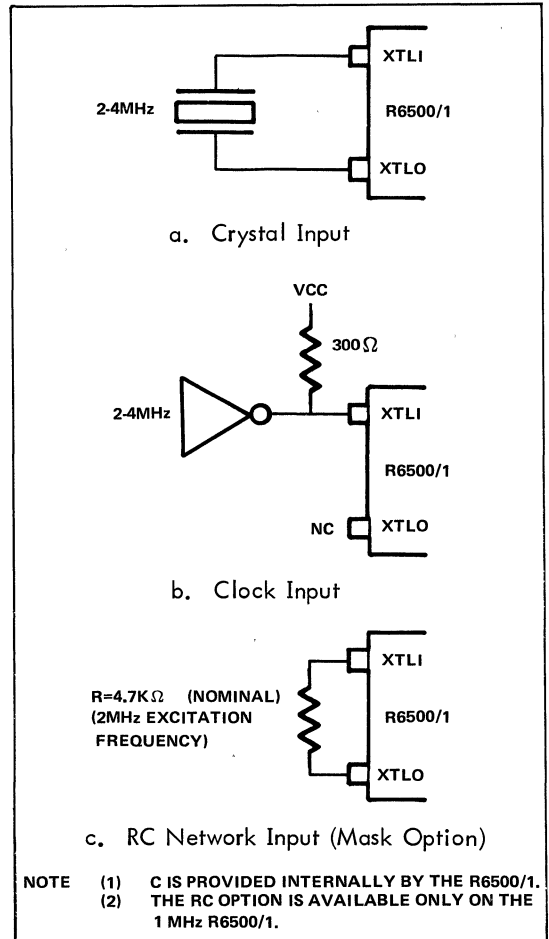 XTLI
2-4MHz
R6500/1
XTLO
a. Crystal Input
VCC
300Ω
2-4MHz
XTLI
R6500/1
NC
XTLO
b. Clock Input
XTLI
R=4.7KΩ (NOMINAL)
(2MHz EXCITATION
FREQUENCY)
R6500/1
XTLO
c. RC Network Input (Mask Option)
NOTE (1) C IS PROVIDED INTERNALLY BY THE R6500/1.
(2) THE RC OPTION IS AVAILABLE ONLY ON THE
1 MHz R6500/1.